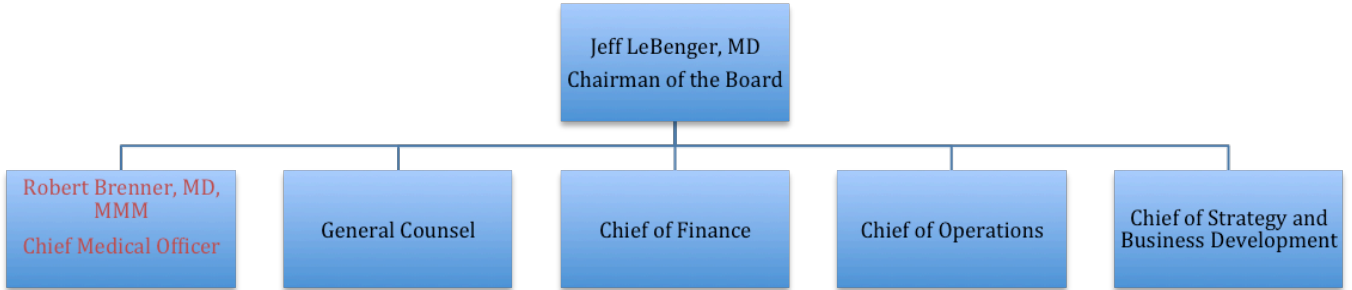 Jeff LeBenger, MD
Chairman of the Board
Robert Brenner, MD,
MMM
Chief Medical Officer
General Counsel
Chief of Finance
Chief of Operations
Chief of Strategy and
Business Development